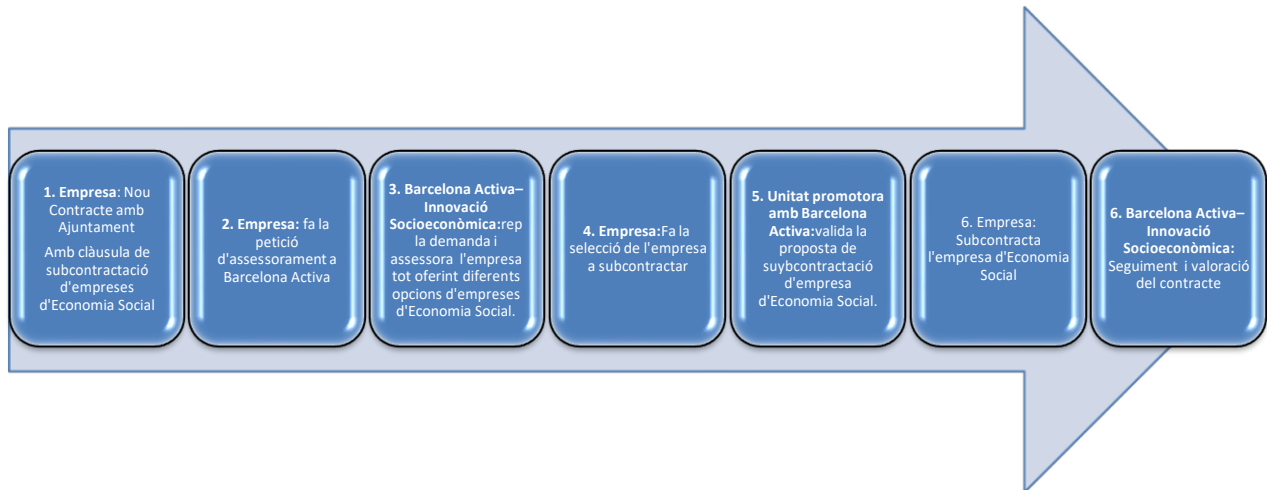 1. Empresa: Nou
Contracte amb
Ajuntament
Amb clàusula de
subcontractació
d'empreses
d'Economia Social
2. Empresa: fa la
petició
d'assessorament a
Barcelona Activa
3. Barcelona Activa–
Innovació
Socioeconòmica:rep
la demanda i
assessora l'empresa
tot oferint diferents
opcions d'empreses
d'Economia Social.
4. Empresa:Fa la
selecció de l'empresa
a subcontractar
5. Unitat promotora
amb Barcelona
Activa:valida la
proposta de
suybcontractació
d'empresa
d'Economia Social.
6. Empresa:
Subcontracta
l'empresa d'Economia
Social
6. Barcelona Activa–
Innovació
Socioeconòmica:
Seguiment i valoració
del contracte